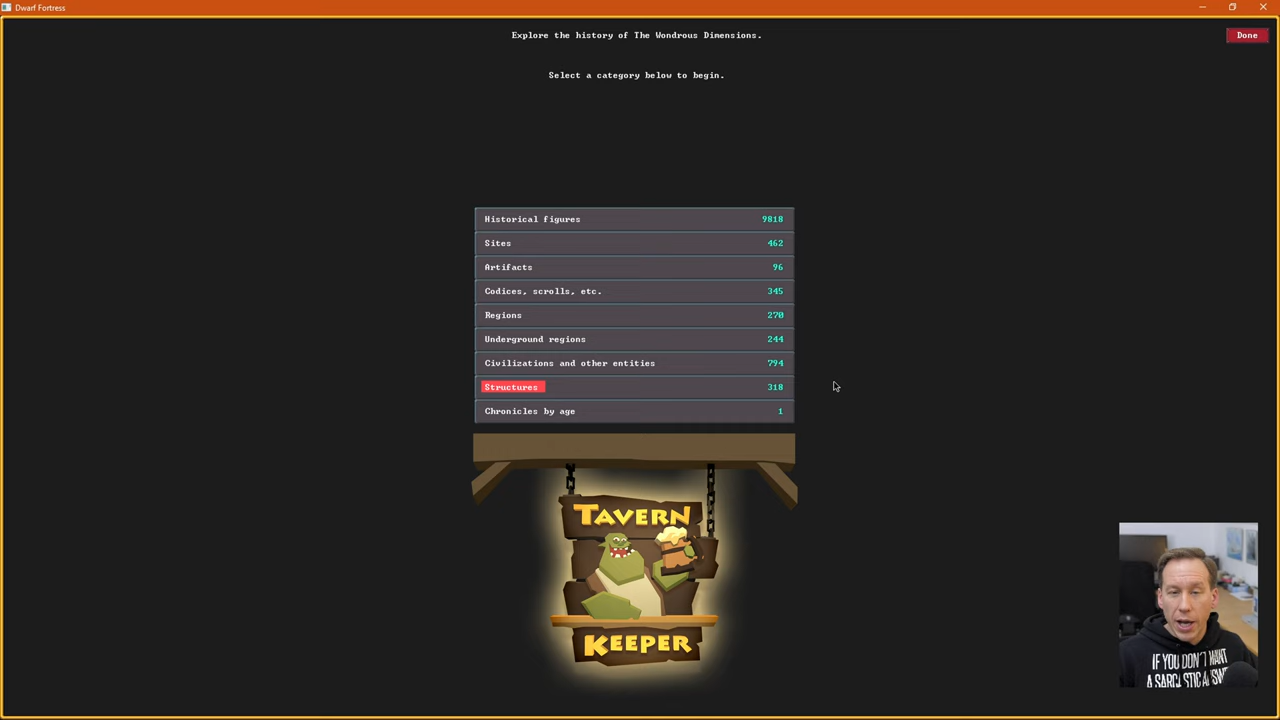 Dwarf Fortress
Explore the history of The Wondrous Dimensions.
Done
Select a category below to begin.
Historical figures 9818
Sites 462
Artifacts 96
Codices, scrolls, etc. 345
Regions 270
Underground regions 244
Civilizations and other entities 794
Structures 318
Chronicles by age 1
TAVERN
KEEPER
IF YOU DON'T WANT
A SARCASTIC